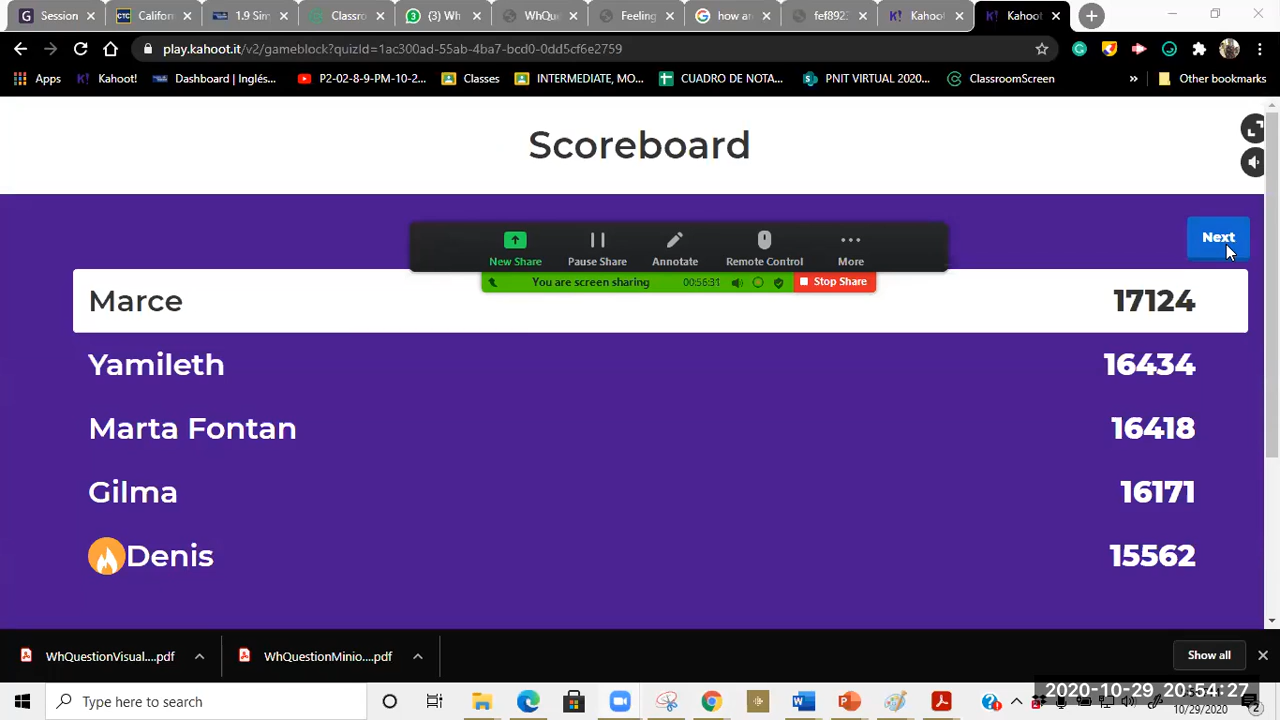 Session
Californ
1.9 Sim
Classro
(3) Wh
WhQue
Feeling
how ar
fef892
Kahoot
Kahoot
play.kahoot.it/v2/gameblock?quizId=1ac300ad-55ab-4ba7-bcd0-0dd5cf6e2759
Apps
Kahoot!
Dashboard | Inglés...
P2-02-8-9-PM-10-2...
Classes
INTERMEDIATE, MO...
CUADRO DE NOTA...
PNIT VIRTUAL 2020...
ClassroomScreen
»
Other bookmarks
Scoreboard
Next
New Share
Pause Share
Annotate
Remote Control
More
You are screen sharing
00:56:31
Stop Share
Marce 17124
Yamileth 16434
Marta Fontan 16418
Gilma 16171
Denis 15562
WhQuestionVisual....pdf
WhQuestionMinio....pdf
Show all
Type here to search
2020-10-29 20:54:27
10/29/2020